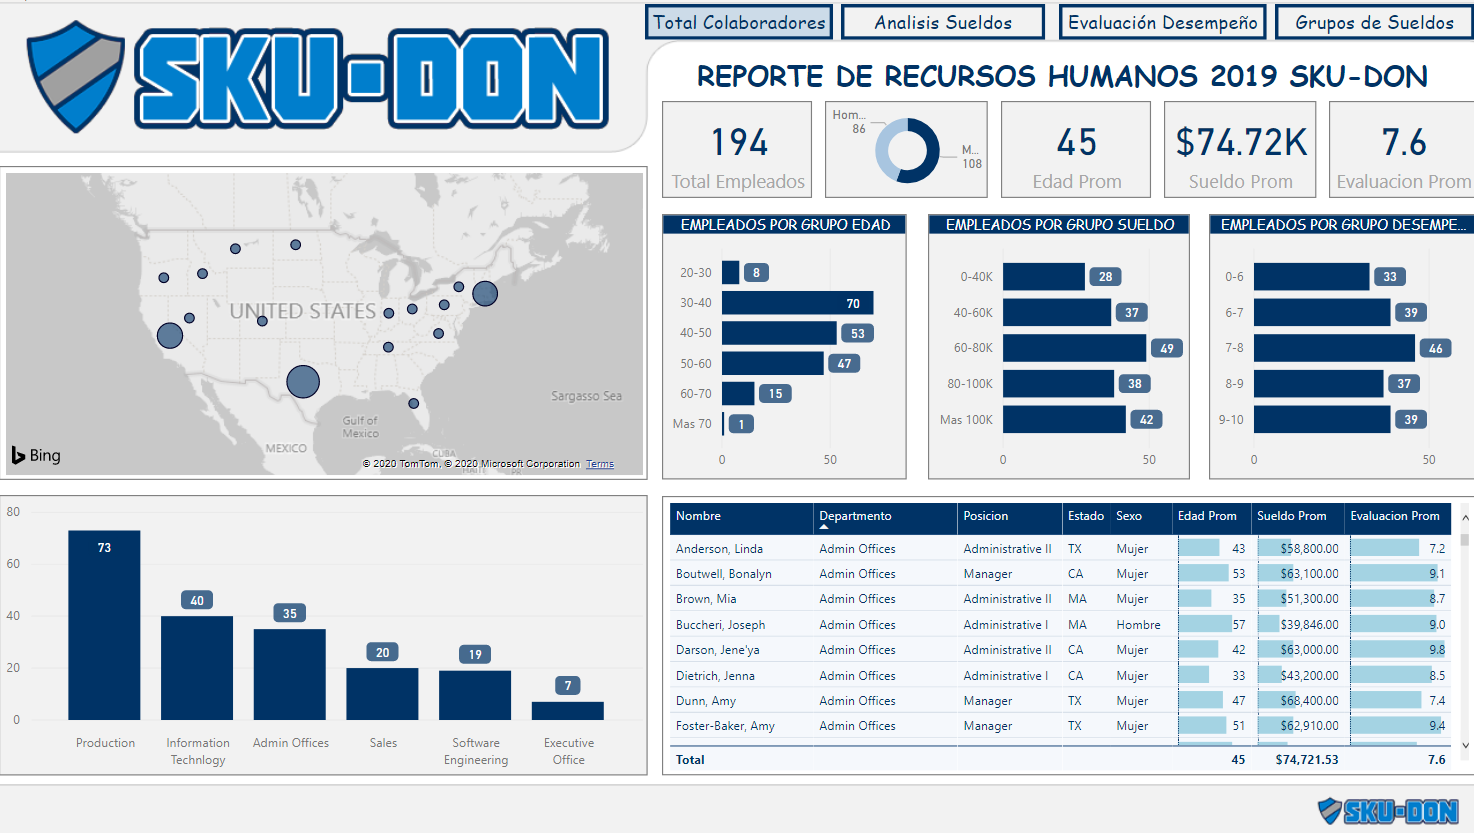 SKU-DON
Total Colaboradores
Analisis Sueldos
Evaluación Desempeño
Grupos de Sueldos
REPORTE DE RECURSOS HUMANOS 2019 SKU-DON
194
Total Empleados
Hom...
86
M...
108
45
Edad Prom
$74.72K
Sueldo Prom
7.6
Evaluacion Prom
UNITED STATES
MEXICO
Gulf of
Mexico
Sargasso Sea
CUBA
Bing
© 2020 TomTom, © 2020 Microsoft Corporation Terms
EMPLEADOS POR GRUPO EDAD
20-30 8
30-40 70
40-50 53
50-60 47
60-70 15
Mas 70 1
0 50
EMPLEADOS POR GRUPO SUELDO
0-40K 28
40-60K 37
60-80K 49
80-100K 38
Mas 100K 42
0 50
EMPLEADOS POR GRUPO DESEMPE...
0-6 33
6-7 39
7-8 46
8-9 37
9-10 39
0 50
80
60
40
20
0
73
40
35
20
19
7
Production
Information
Technlogy
Admin Offices
Sales
Software
Engineering
Executive
Office
Nombre Departmento Posicion Estado Sexo Edad Prom Sueldo Prom Evaluacion Prom
Anderson, Linda Admin Offices Administrative II TX Mujer 43 $58,800.00 7.2
Boutwell, Bonalyn Admin Offices Manager CA Mujer 53 $63,100.00 9.1
Brown, Mia Admin Offices Administrative II MA Mujer 35 $51,300.00 8.7
Buccheri, Joseph Admin Offices Administrative I MA Hombre 57 $39,846.00 9.0
Darson, Jene'ya Admin Offices Administrative II CA Mujer 42 $63,000.00 9.8
Dietrich, Jenna Admin Offices Administrative I CA Mujer 33 $43,200.00 8.5
Dunn, Amy Admin Offices Manager TX Mujer 47 $68,400.00 7.4
Foster-Baker, Amy Admin Offices Manager TX Mujer 51 $62,910.00 9.4
Total 45 $74,721.53 7.6
SKU-DON